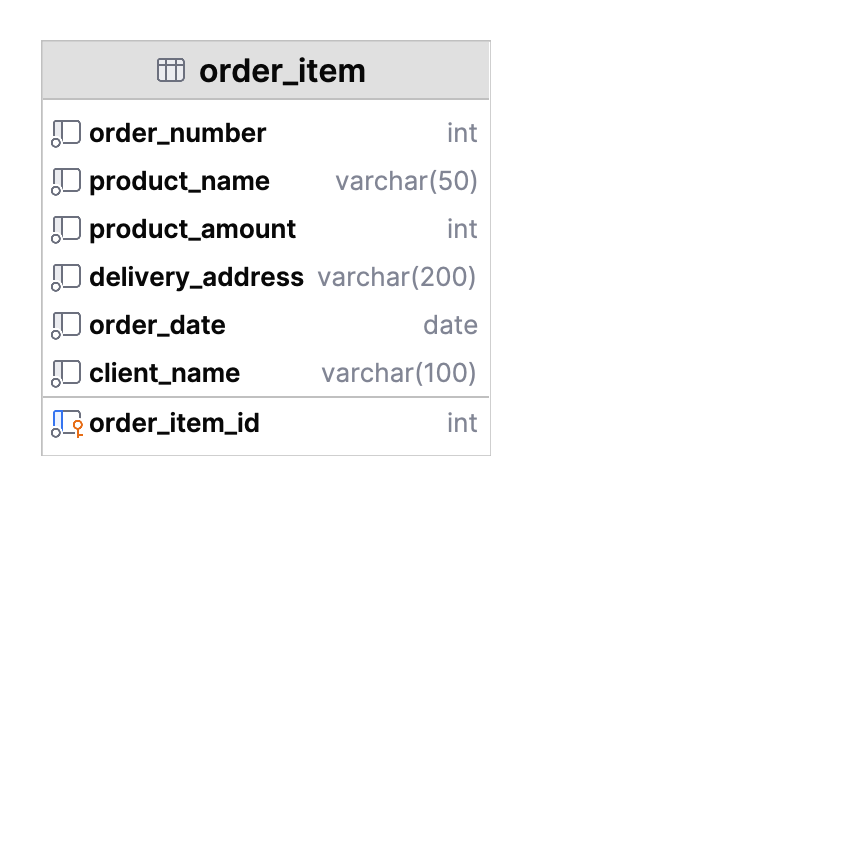 order_item
order_number int
product_name varchar(50)
product_amount int
delivery_address varchar(200)
order_date date
client_name varchar(100)
order_item_id int